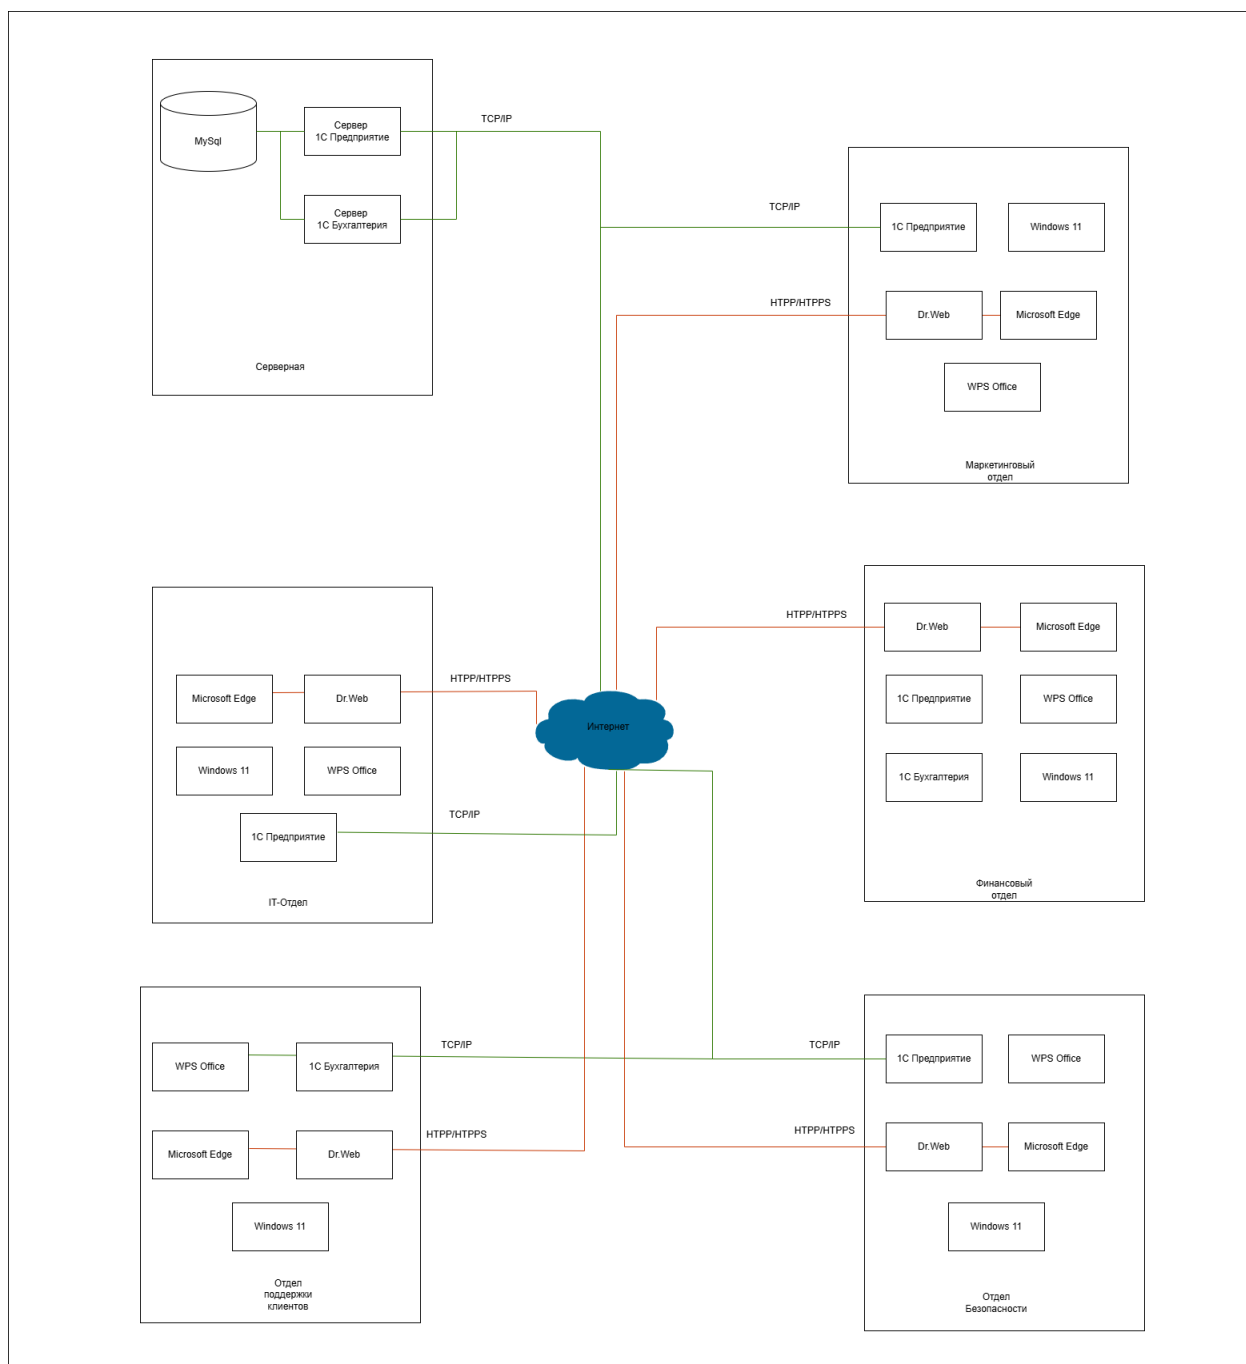 MySql
Сервер
1С Предприятие
TCP/IP
Сервер
1С Бухгалтерия
Серверная
TCP/IP
1С Предприятие
Windows 11
HTPP/HTPPS
Dr.Web
Microsoft Edge
WPS Office
Маркетинговый
отдел
HTPP/HTPPS
Dr.Web
Microsoft Edge
1С Предприятие
WPS Office
1С Бухгалтерия
Windows 11
Финансовый
отдел
Microsoft Edge
Dr.Web
HTPP/HTPPS
Windows 11
WPS Office
1С Предприятие
TCP/IP
IT-Отдел
Интернет
WPS Office
1С Бухгалтерия
TCP/IP
Microsoft Edge
Dr.Web
HTPP/HTPPS
Windows 11
Отдел
поддержки
клиентов
TCP/IP
1С Предприятие
WPS Office
HTPP/HTPPS
Dr.Web
Microsoft Edge
Windows 11
Отдел
Безопасности